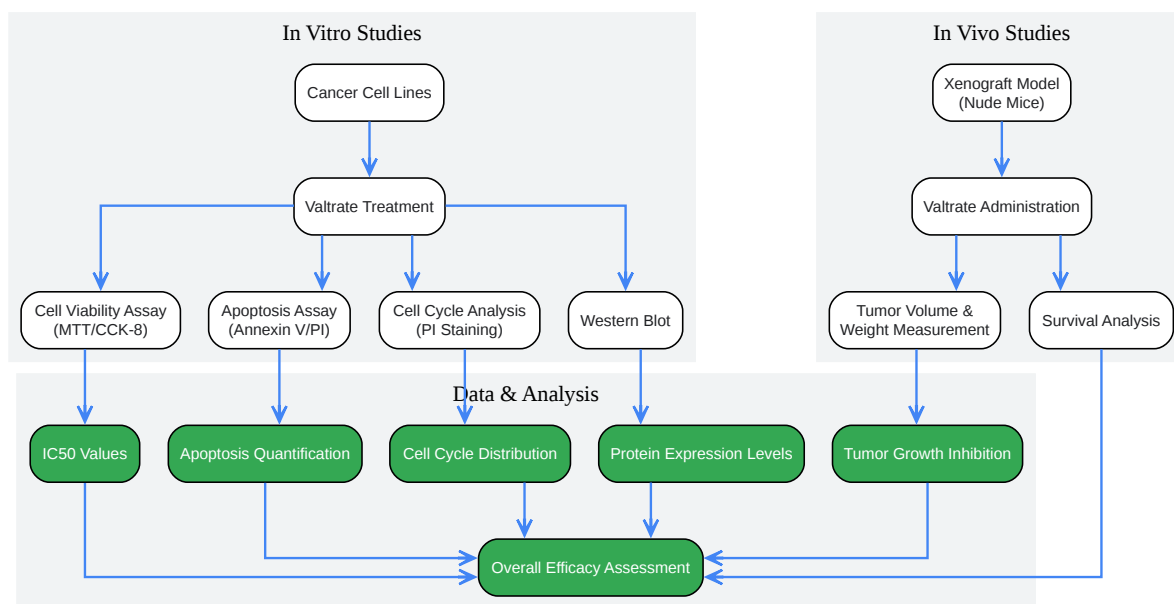 In Vitro Studies
In Vivo Studies
Cancer Cell Lines
Xenograft Model
(Nude Mice)
Valtrate Treatment
Valtrate Administration
Cell Viability Assay
(MTT/CCK-8)
Apoptosis Assay
(Annexin V/PI)
Cell Cycle Analysis
(PI Staining)
Western Blot
Tumor Volume &
Weight Measurement
Survival Analysis
Data & Analysis
IC50 Values
Apoptosis Quantification
Cell Cycle Distribution
Protein Expression Levels
Tumor Growth Inhibition
Overall Efficacy Assessment